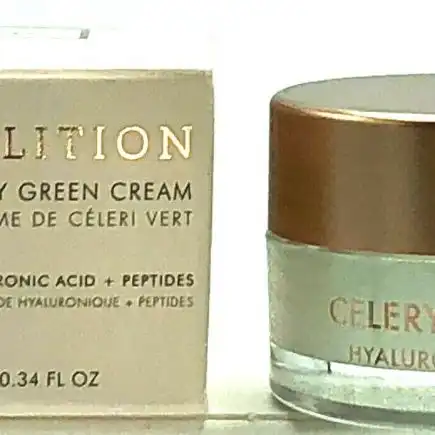 LITION
Y GREEN CREAM
ME DE CÉLERI VERT
RONIC ACID + PEPTIDES
DE HYALURONIQUE + PEPTIDES
0.34 FL OZ
CELERY
HYALURO